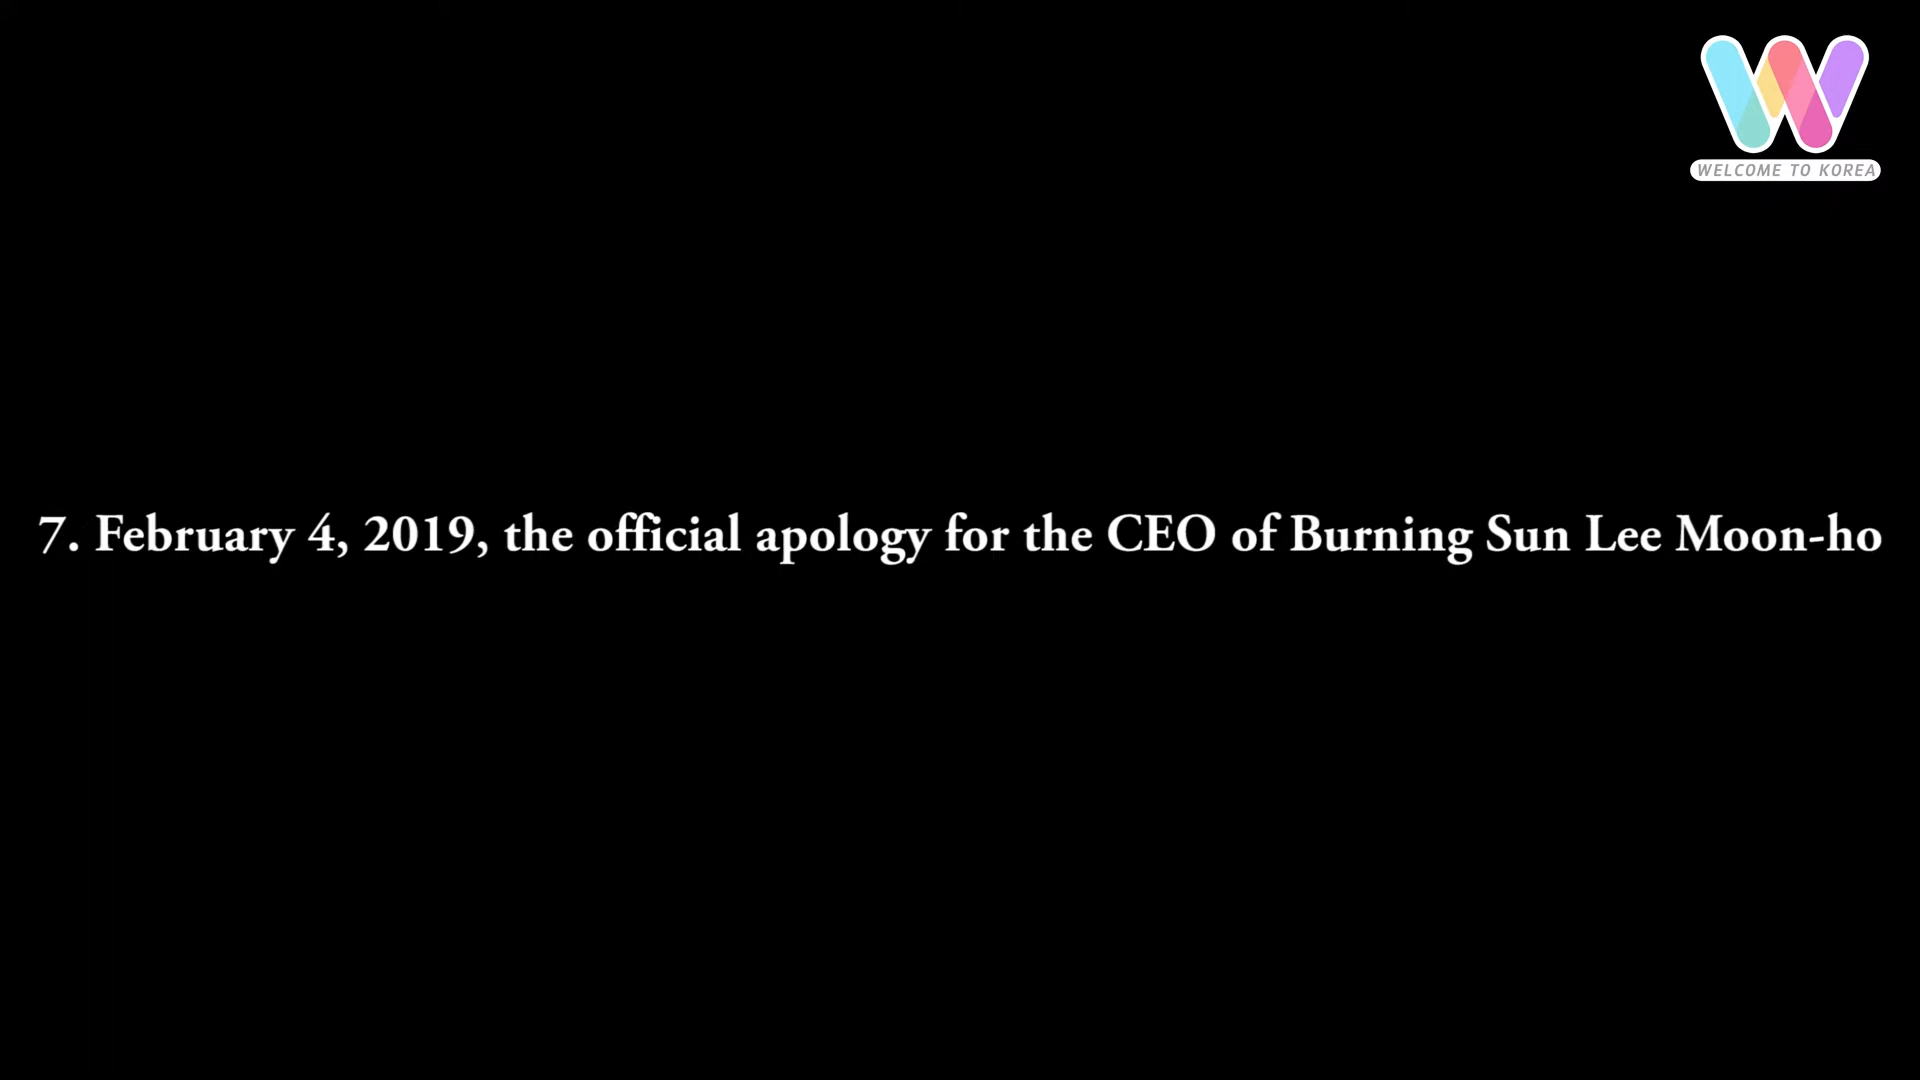 WELCOME TO KOREA
7. February 4, 2019, the official apology for the CEO of Burning Sun Lee Moon-ho